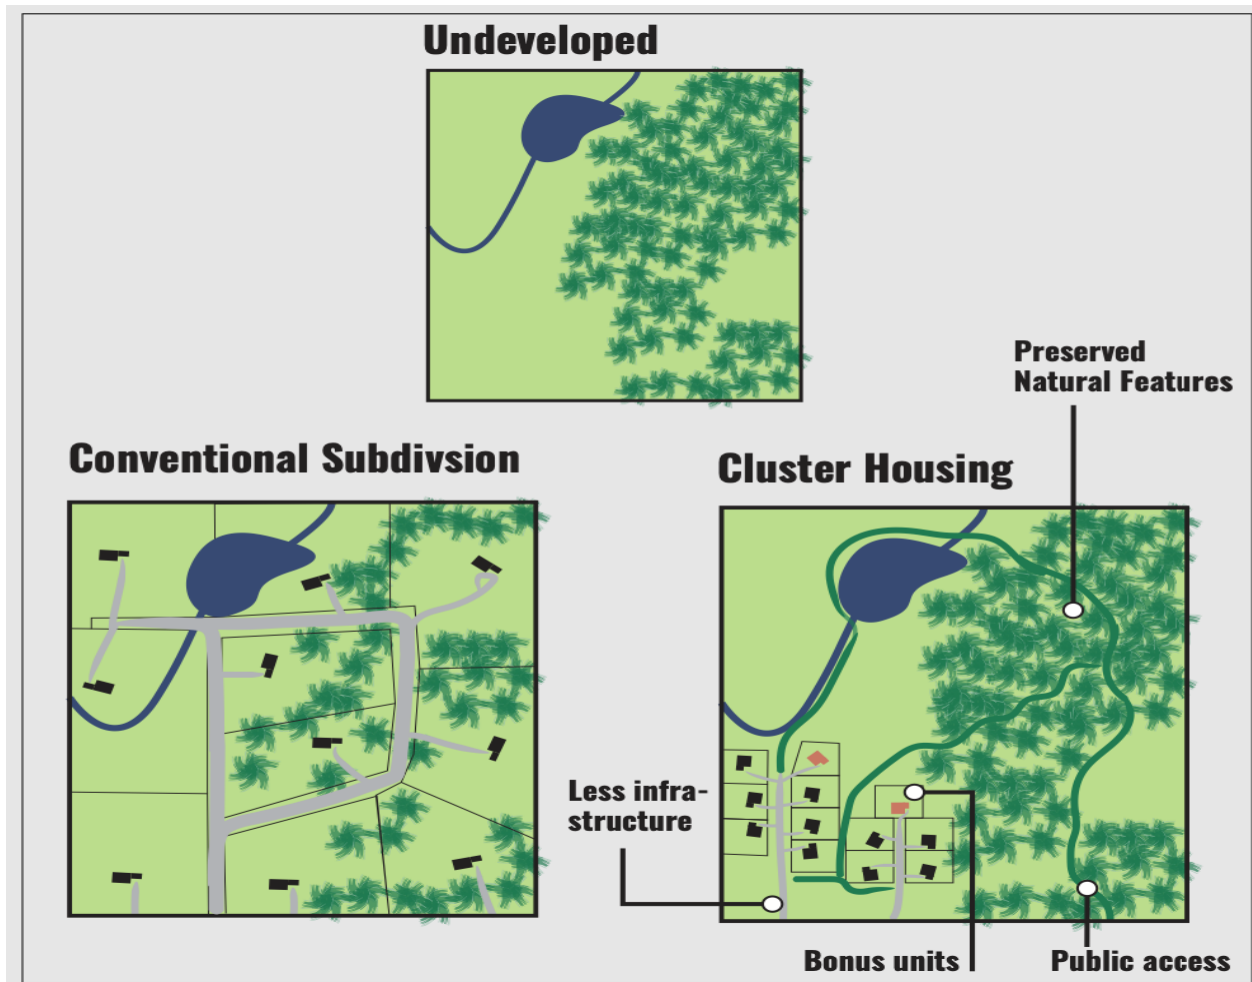 Undeveloped
Preserved
Natural Features
Conventional Subdivsion
Cluster Housing
Less infra-
structure
Bonus units
Public access